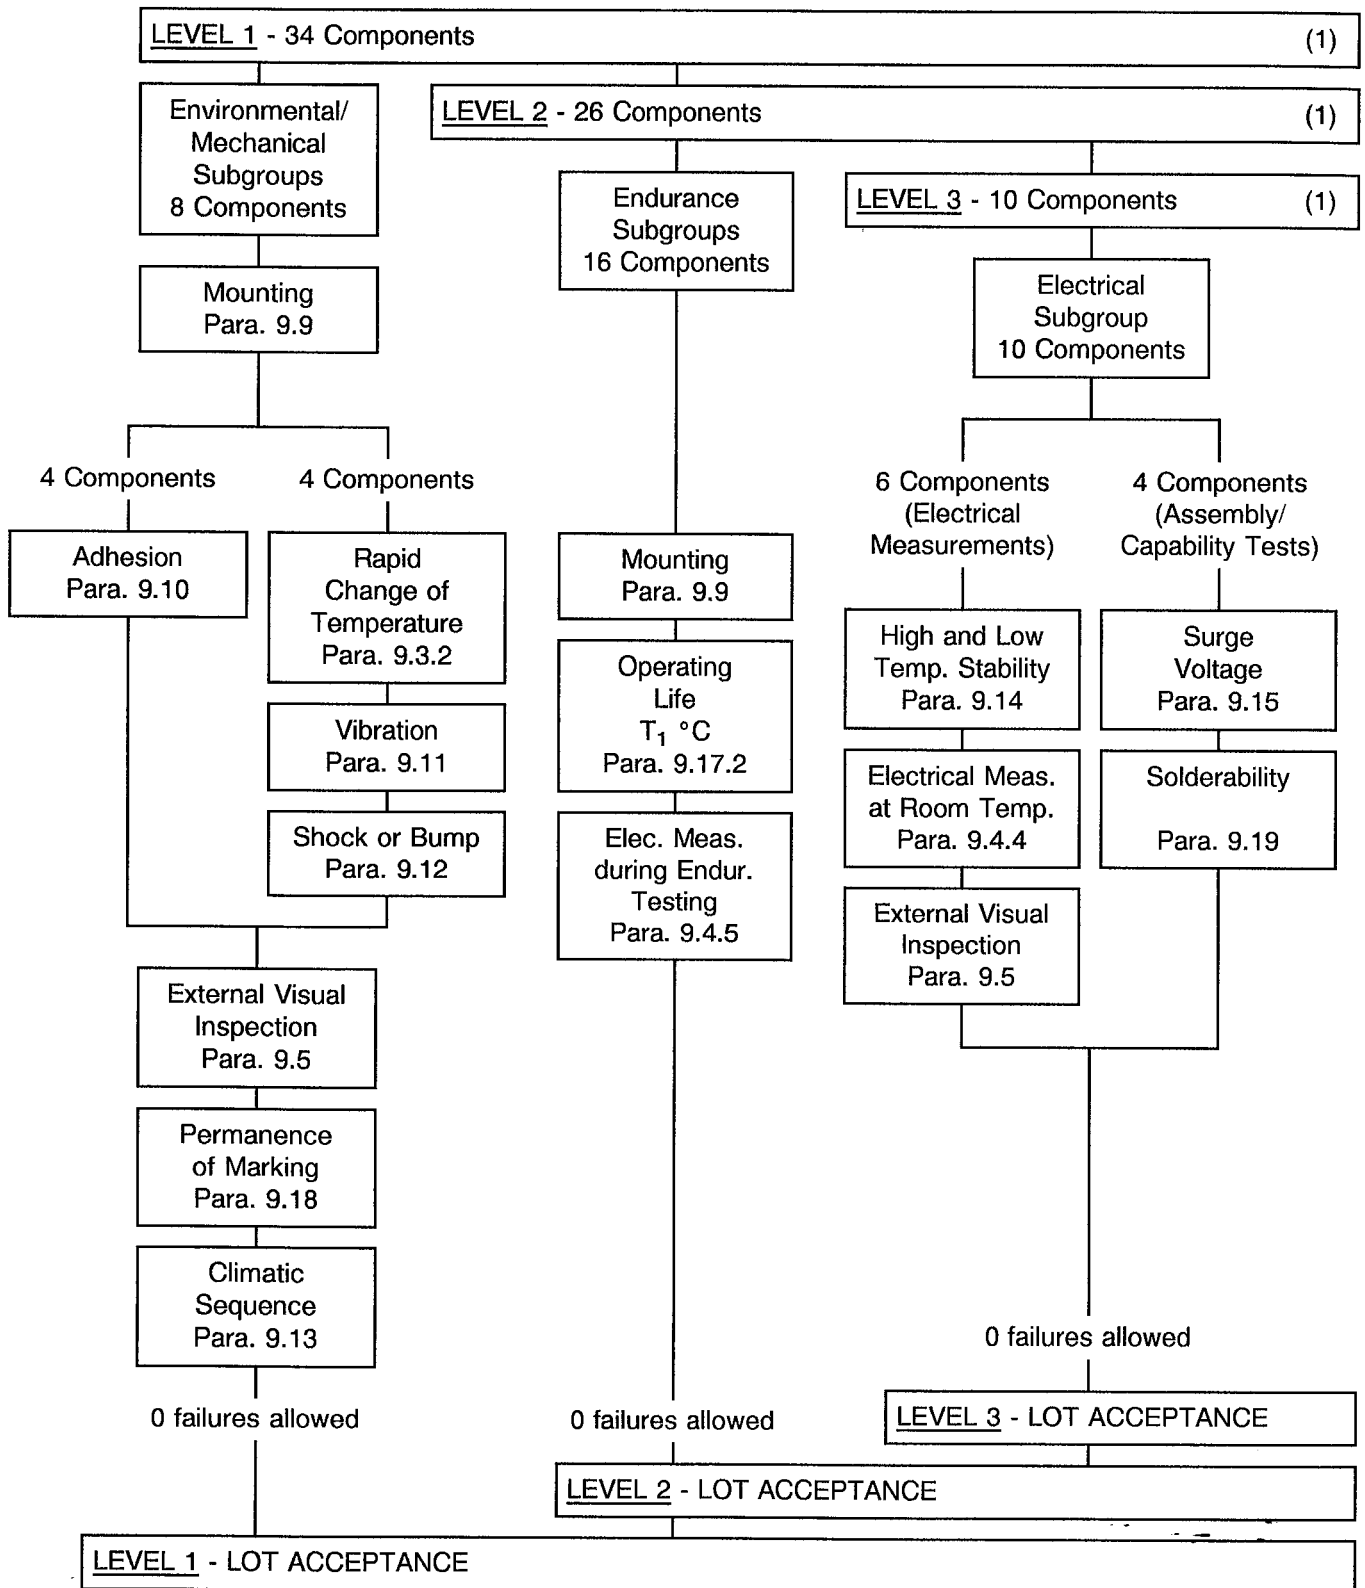 LEVEL 1 - 34 Components (1)
Environmental/
Mechanical
Subgroups
8 Components
LEVEL 2 - 26 Components (1)
Endurance
Subgroups
16 Components
LEVEL 3 - 10 Components (1)
Electrical
Subgroup
10 Components
Mounting
Para. 9.9
4 Components
4 Components
Adhesion
Para. 9.10
Rapid
Change of
Temperature
Para. 9.3.2
Vibration
Para. 9.11
Shock or Bump
Para. 9.12
External Visual
Inspection
Para. 9.5
Permanence
of Marking
Para. 9.18
Climatic
Sequence
Para. 9.13
0 failures allowed
Mounting
Para. 9.9
Operating
Life
T1 °C
Para. 9.17.2
Elec. Meas.
during Endur.
Testing
Para. 9.4.5
0 failures allowed
6 Components
(Electrical
Measurements)
High and Low
Temp. Stability
Para. 9.14
Electrical Meas.
at Room Temp.
Para. 9.4.4
External Visual
Inspection
Para. 9.5
4 Components
(Assembly/
Capability Tests)
Surge
Voltage
Para. 9.15
Solderability
Para. 9.19
0 failures allowed
LEVEL 3 - LOT ACCEPTANCE
LEVEL 2 - LOT ACCEPTANCE
LEVEL 1 - LOT ACCEPTANCE